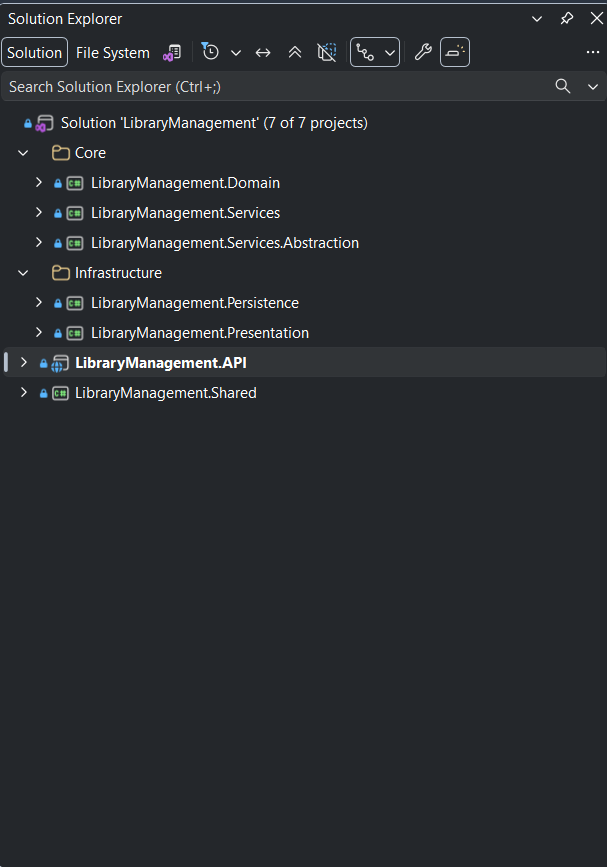 Solution Explorer
Solution File System
Search Solution Explorer (Ctrl+;)
Solution 'LibraryManagement' (7 of 7 projects)
Core
C# LibraryManagement.Domain
C# LibraryManagement.Services
C# LibraryManagement.Services.Abstraction
Infrastructure
C# LibraryManagement.Persistence
C# LibraryManagement.Presentation
LibraryManagement.API
C# LibraryManagement.Shared